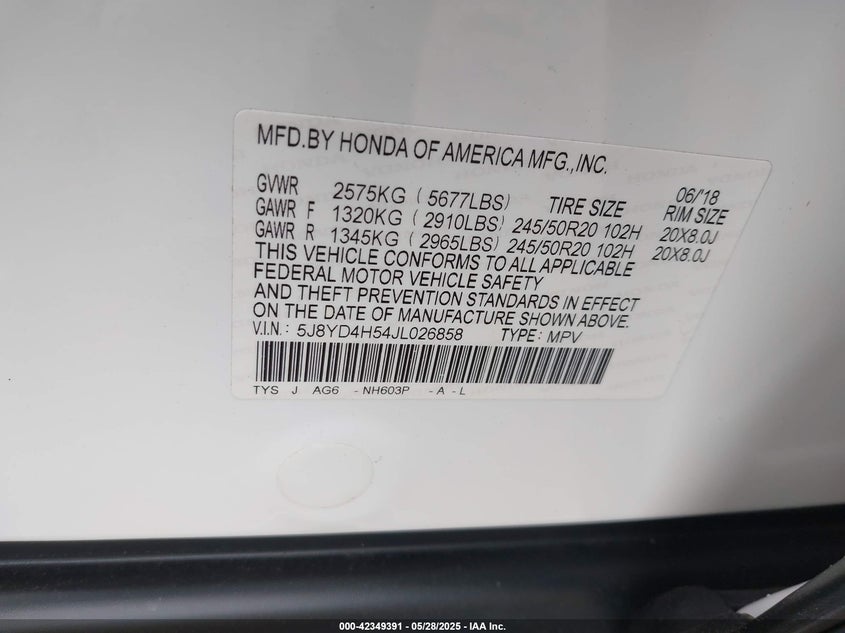 MFD.BY HONDA OF AMERICA MFG.,INC.
06/'18
GVWR 2575KG (5677LBS) TIRE SIZE RIM SIZE
GAWR F 1320KG (2910LBS) 245/50R20 102H 20X8.0J
GAWR R 1345KG (2965LBS) 245/50R20 102H 20X8.0J
THIS VEHICLE CONFORMS TO ALL APPLICABLE
FEDERAL MOTOR VEHICLE SAFETY
AND THEFT PREVENTION STANDARDS IN EFFECT
ON THE DATE OF MANUFACTURE SHOWN ABOVE.
V.I.N.: 5J8YD4H54JL026858 TYPE: MPV
TYS J AG6 -NH603P -A -L
000-42349391 — 05/28/2025 — IAA Inc.